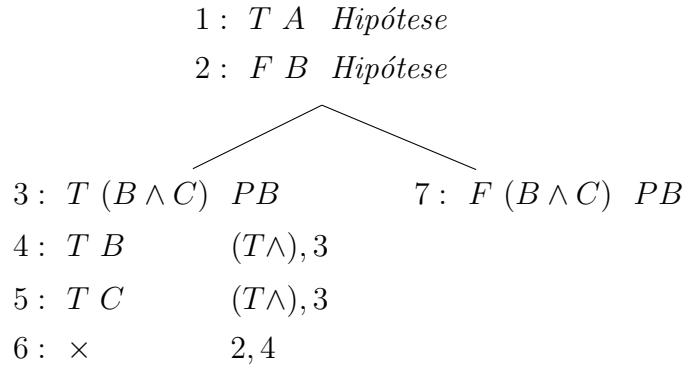 1 : T A Hipótese
2 : F B Hipótese
3 : T (B ∧ C) PB 7 : F (B ∧ C) PB
4 : T B (T∧), 3
5 : T C (T∧), 3
6 : × 2, 4